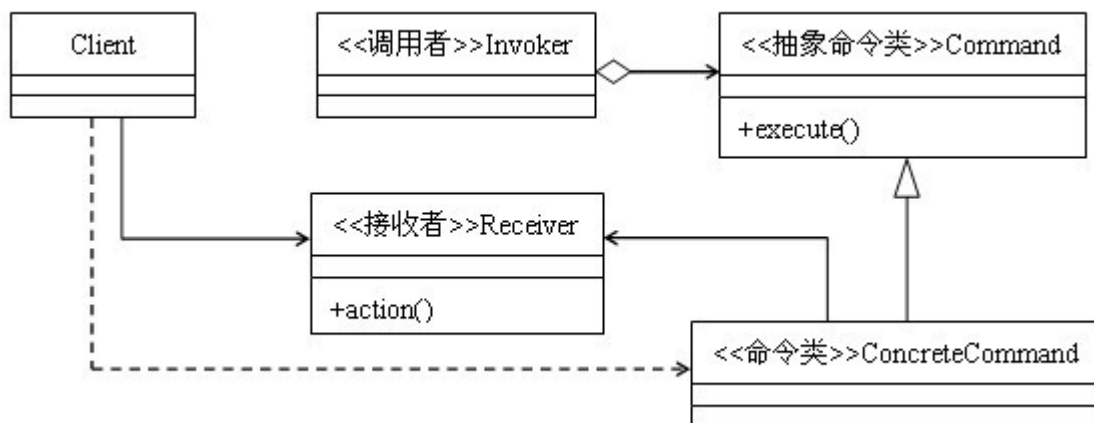 Client
<<调用者>>Invoker
<<抽象命令类>>Command
+execute()
<<接收者>>Receiver
+action()
<<命令类>>ConcreteCommand